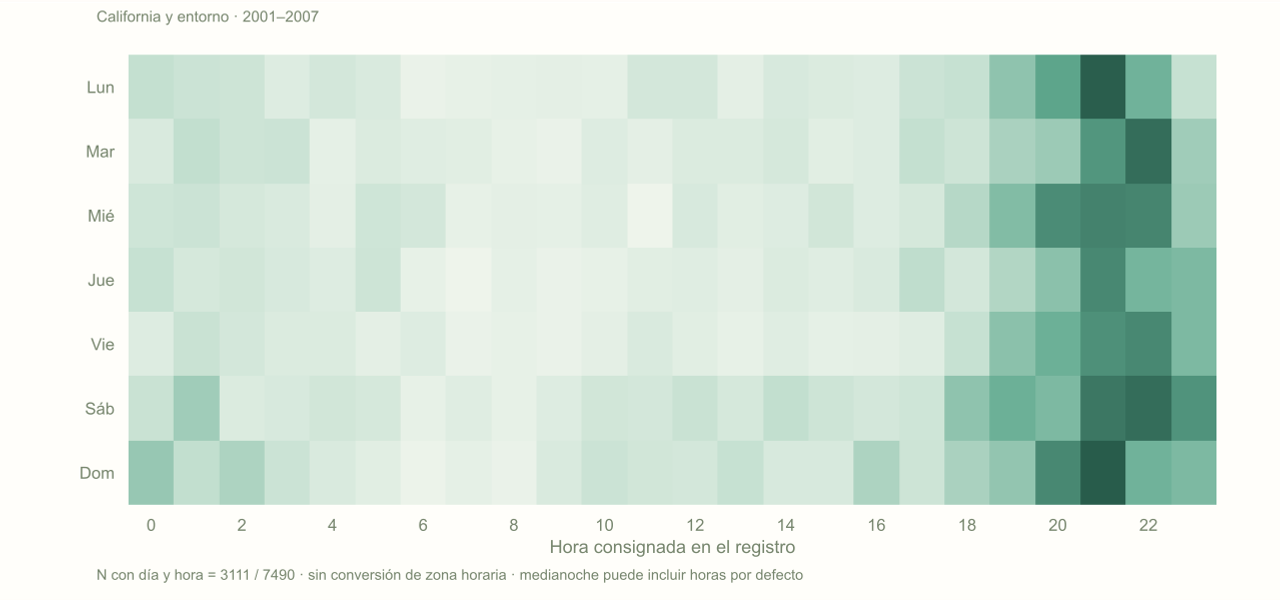 California y entorno · 2001–2007
Lun
Mar
Mié
Jue
Vie
Sáb
Dom
0 2 4 6 8 10 12 14 16 18 20 22
Hora consignada en el registro
N con día y hora = 3111 / 7490 · sin conversión de zona horaria · medianoche puede incluir horas por defecto